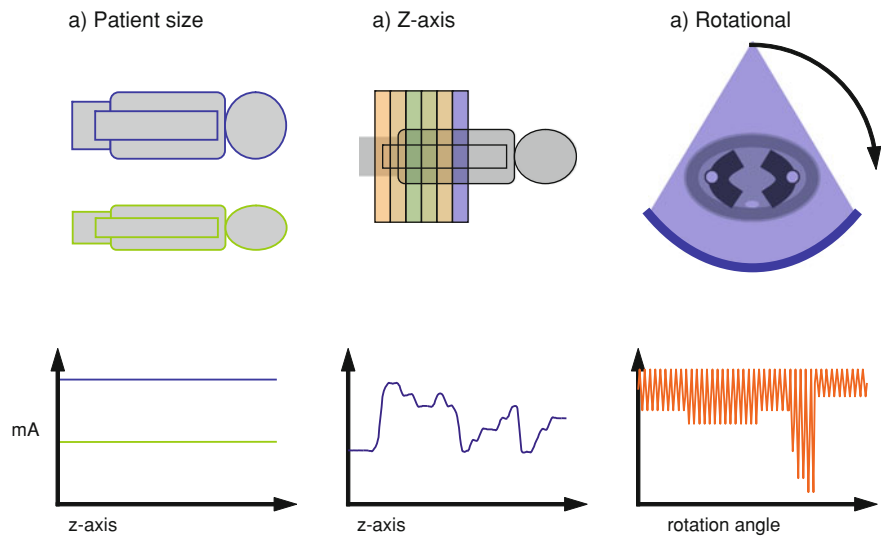 a) Patient size
a) Z-axis
a) Rotational
mA
z-axis
z-axis
rotation angle